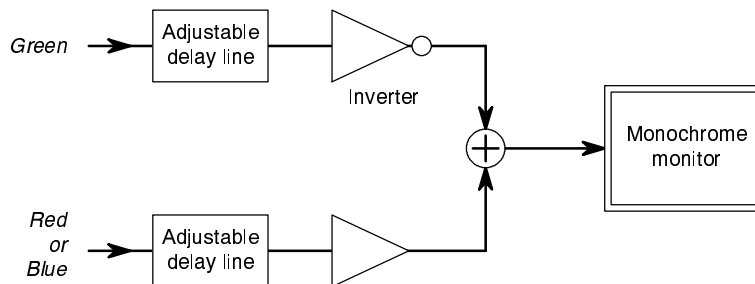 Green
Adjustable
delay line
Inverter
Monochrome
monitor
Red
or
Blue
Adjustable
delay line